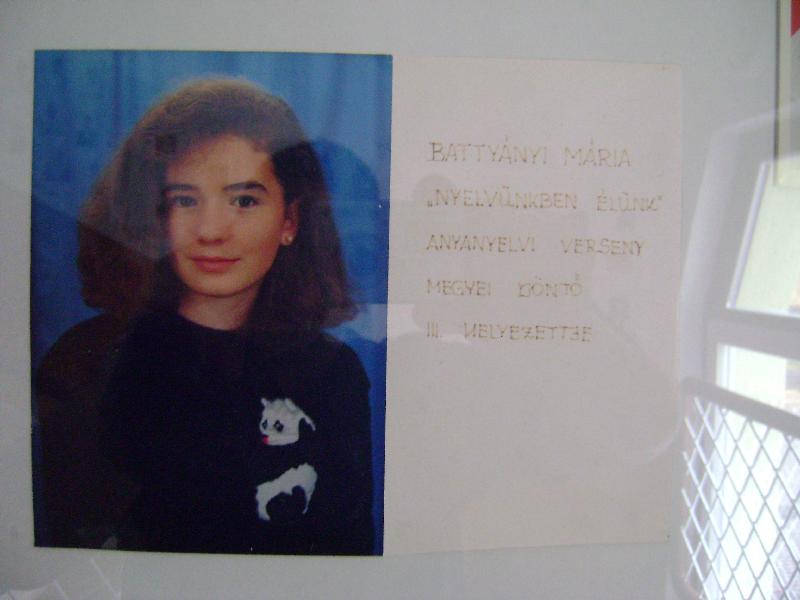 BATTYÁNYI MÁRIA
„NYELVÜNKBEN ÉLÜNK"
ANYANYELVI VERSENY
MEGYEI DÖNTŐ
III. HELYEZETTJE